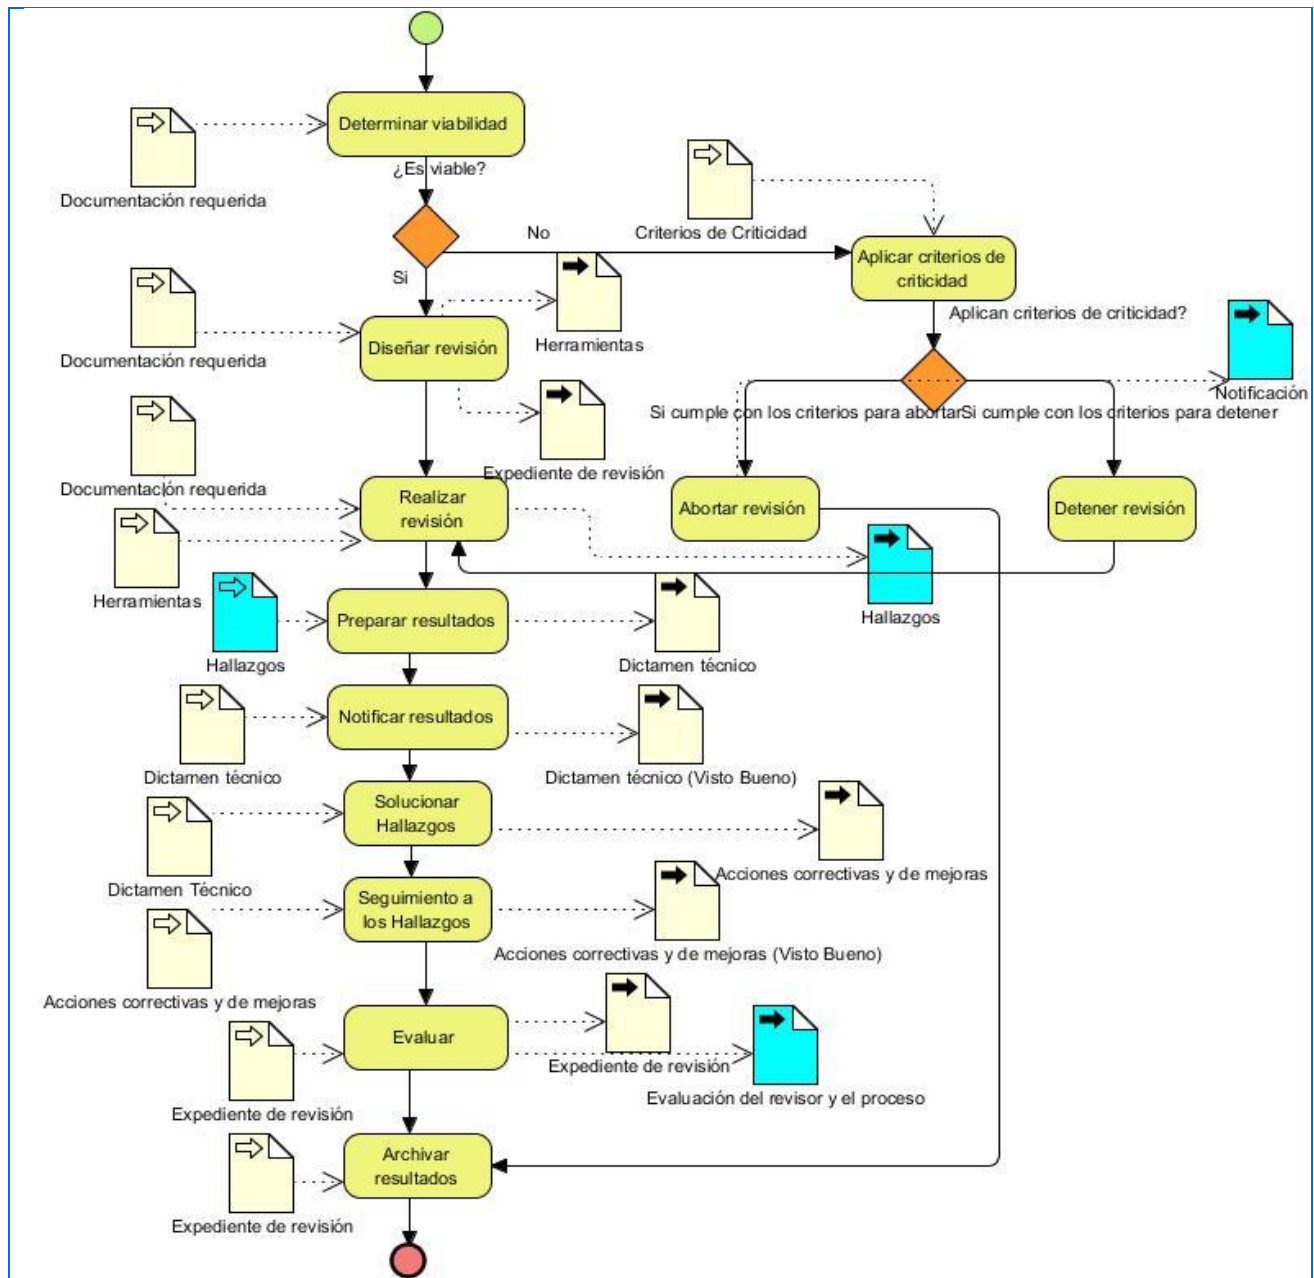 Determinar viabilidad
Documentación requerida
¿Es viable?
Criterios de Criticidad
No
Si
Aplicar criterios de
criticidad
Aplican criterios de criticidad?
Documentación requerida
Diseñar revisión
Herramientas
Notificación
Si cumple con los criterios para abortar
Si cumple con los criterios para detener
Expediente de revisión
Documentación requerida
Realizar
revisión
Abortar revisión
Detener revisión
Herramientas
Hallazgos
Preparar resultados
Hallazgos
Dictamen técnico
Notificar resultados
Dictamen técnico
Dictamen técnico (Visto Bueno)
Solucionar
Hallazgos
Dictamen Técnico
Acciones correctivas y de mejoras
Seguimiento a
los Hallazgos
Acciones correctivas y de mejoras (Visto Bueno)
Acciones correctivas y de mejoras
Evaluar
Expediente de revisión
Evaluación del revisor y el proceso
Expediente de revisión
Archivar
resultados
Expediente de revisión